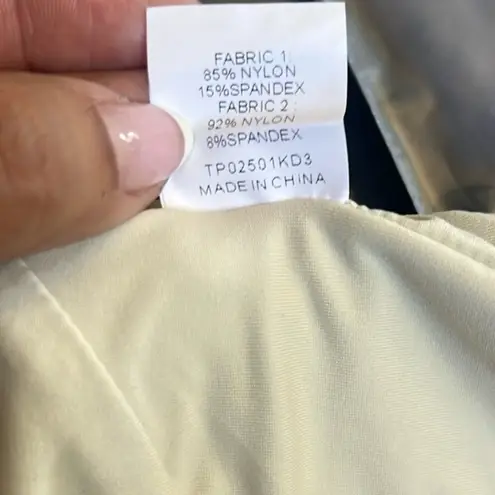 FABRIC 1:
85% NYLON
15%SPANDEX
FABRIC 2:
92% NYLON
8%SPANDEX
TP02501KD3
MADE IN CHINA